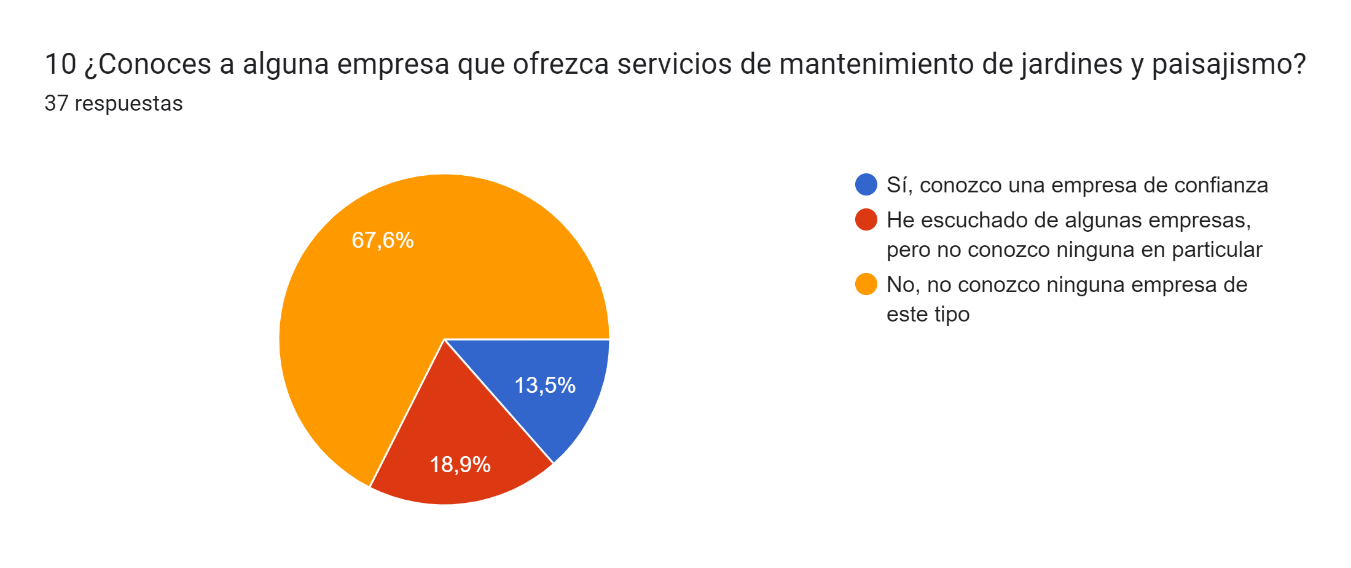 10 ¿Conoces a alguna empresa que ofrezca servicios de mantenimiento de jardines y paisajismo?
37 respuestas
67,6%
13,5%
18,9%
Sí, conozco una empresa de confianza
He escuchado de algunas empresas,
pero no conozco ninguna en particular
No, no conozco ninguna empresa de
este tipo